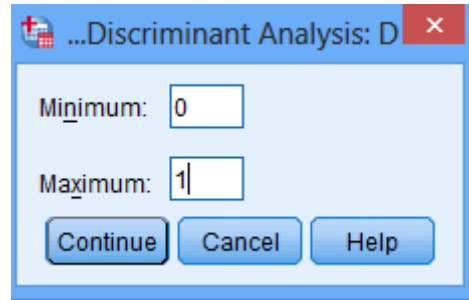 ...Discriminant Analysis: D
Minimum: 0
Maximum: 1
Continue Cancel Help